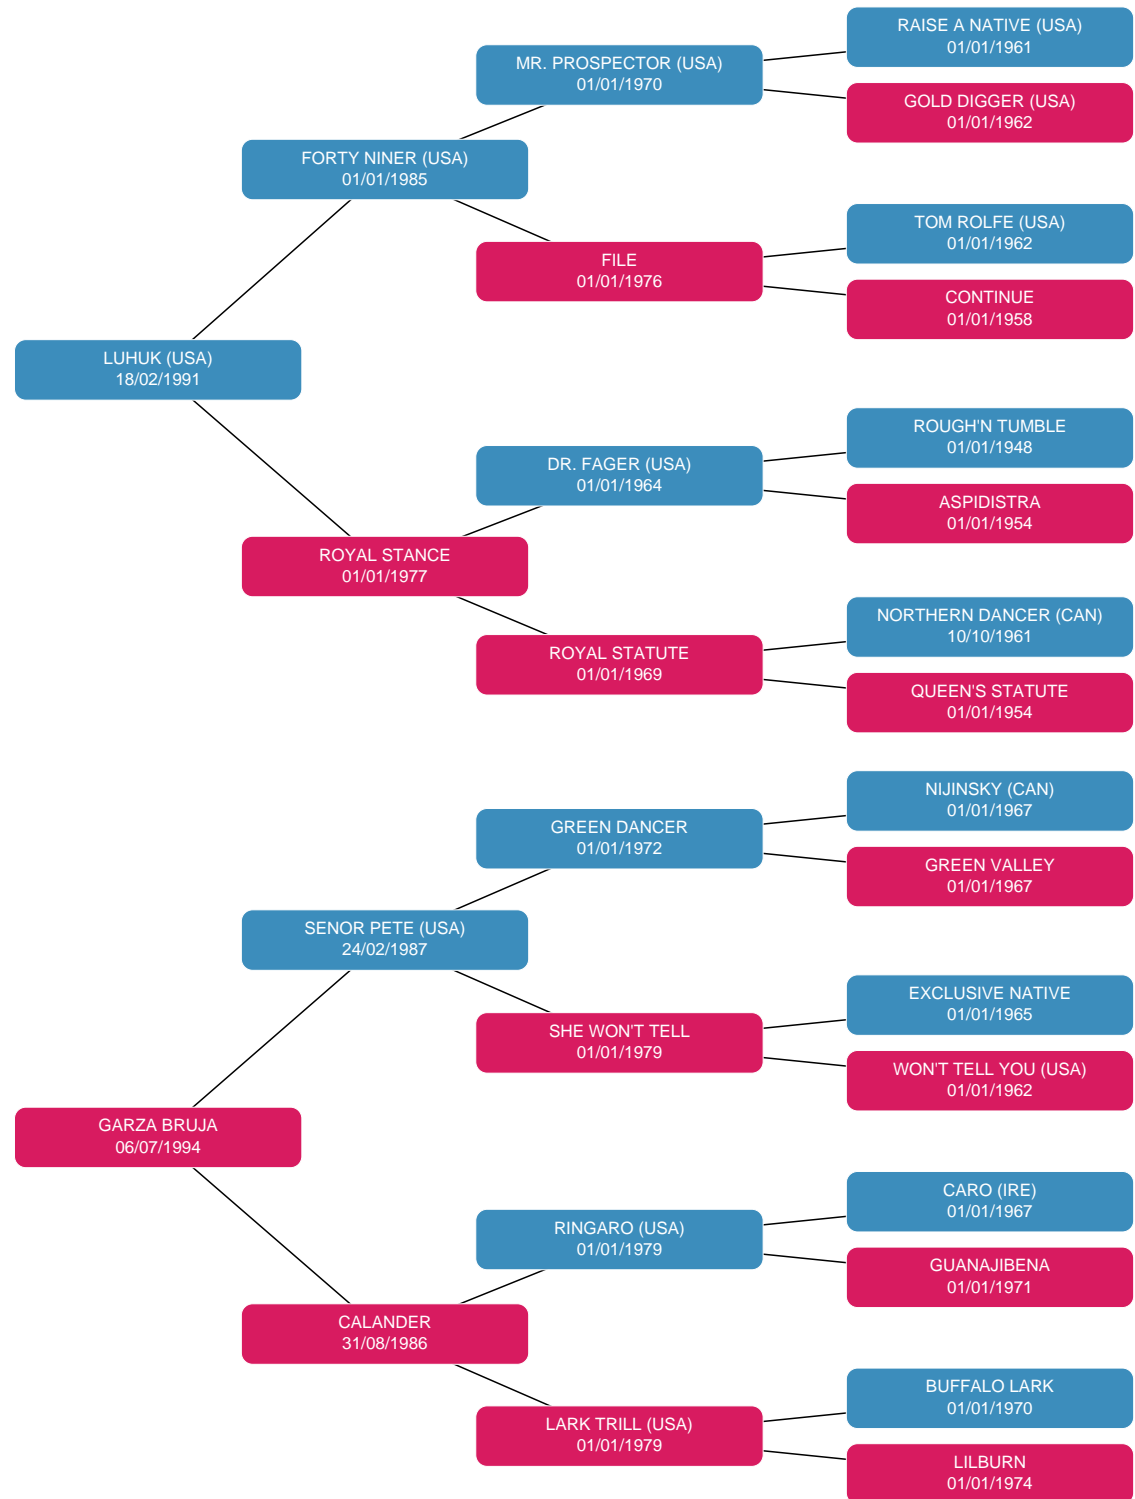 RAISE A NATIVE (USA)
01/01/1961
MR. PROSPECTOR (USA)
01/01/1970
GOLD DIGGER (USA)
01/01/1962
FORTY NINER (USA)
01/01/1985
TOM ROLFE (USA)
01/01/1962
FILE
01/01/1976
CONTINUE
01/01/1958
LUHUK (USA)
18/02/1991
ROUGH'N TUMBLE
01/01/1948
DR. FAGER (USA)
01/01/1964
ASPIDISTRA
01/01/1954
ROYAL STANCE
01/01/1977
NORTHERN DANCER (CAN)
10/10/1961
ROYAL STATUTE
01/01/1969
QUEEN'S STATUTE
01/01/1954
NIJINSKY (CAN)
01/01/1967
GREEN DANCER
01/01/1972
GREEN VALLEY
01/01/1967
SENOR PETE (USA)
24/02/1987
EXCLUSIVE NATIVE
01/01/1965
SHE WON'T TELL
01/01/1979
WON'T TELL YOU (USA)
01/01/1962
GARZA BRUJA
06/07/1994
CARO (IRE)
01/01/1967
RINGARO (USA)
01/01/1979
GUANAJIBENA
01/01/1971
CALANDER
31/08/1986
BUFFALO LARK
01/01/1970
LARK TRILL (USA)
01/01/1979
LILBURN
01/01/1974